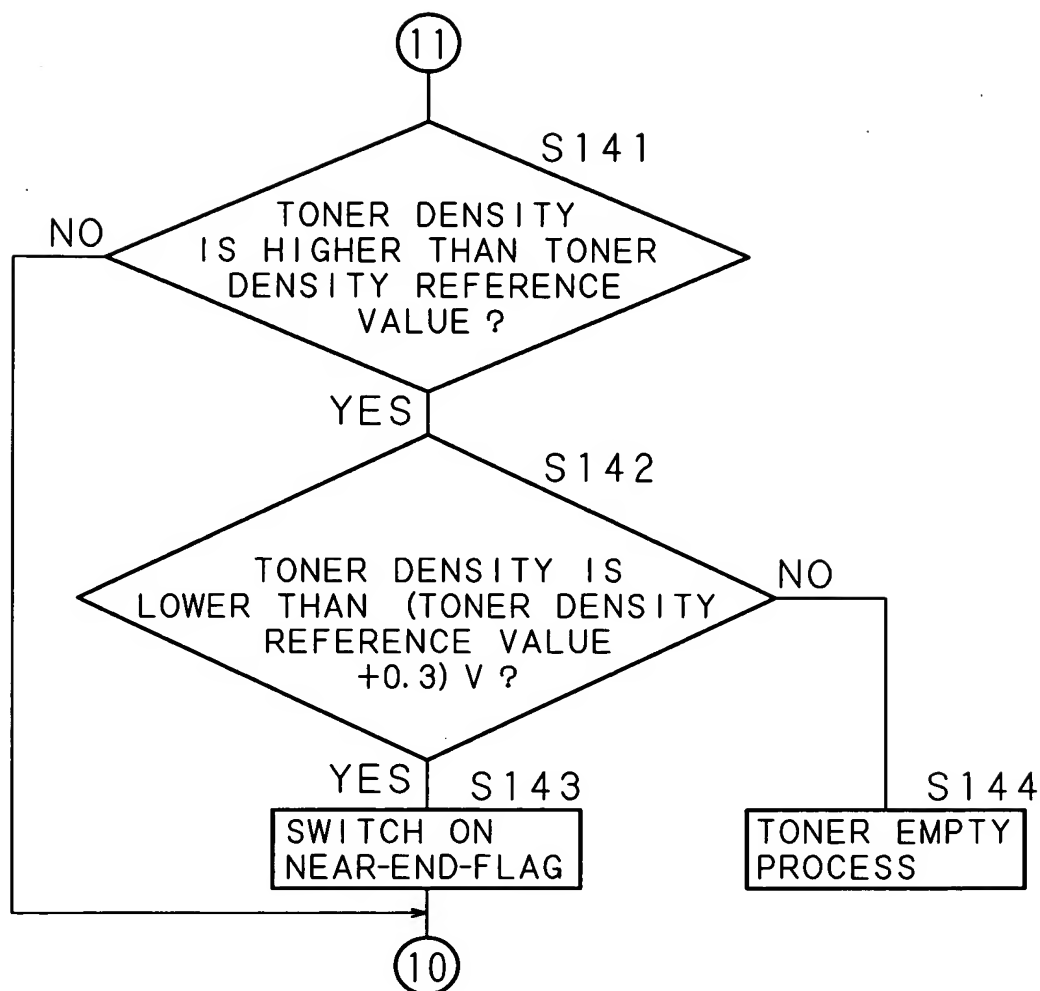 11
S141
NO
TONER DENSITY
IS HIGHER THAN TONER
DENSITY REFERENCE
VALUE ?
YES
S142
TONER DENSITY IS
LOWER THAN (TONER DENSITY
REFERENCE VALUE
+0.3) V ?
NO
YES
S143
SWITCH ON
NEAR-END-FLAG
S144
TONER EMPTY
PROCESS
10